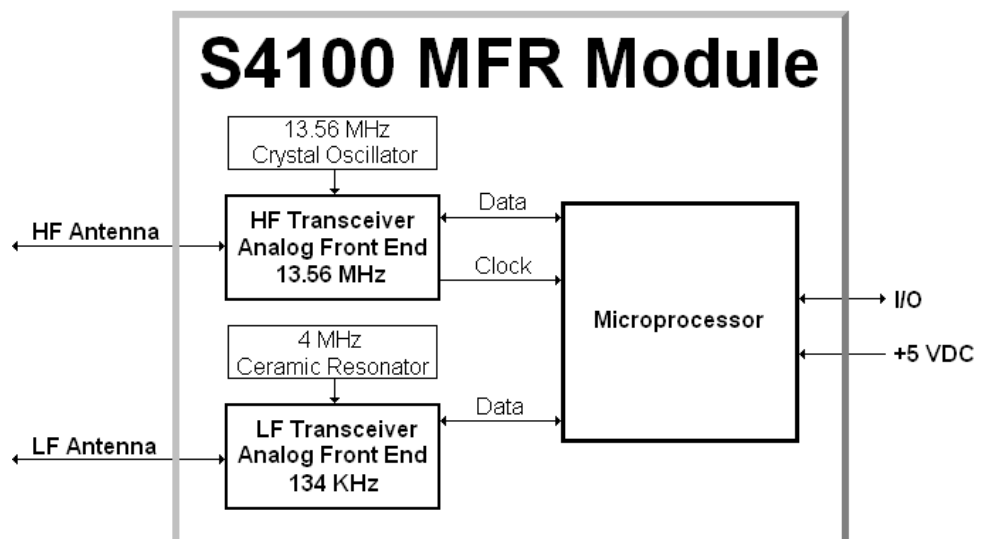 S4100 MFR Module
13.56 MHz
Crystal Oscillator
HF Antenna
HF Transceiver
Analog Front End
13.56 MHz
Data
Clock
Microprocessor
I/O
+5 VDC
4 MHz
Ceramic Resonator
LF Antenna
LF Transceiver
Analog Front End
134 KHz
Data